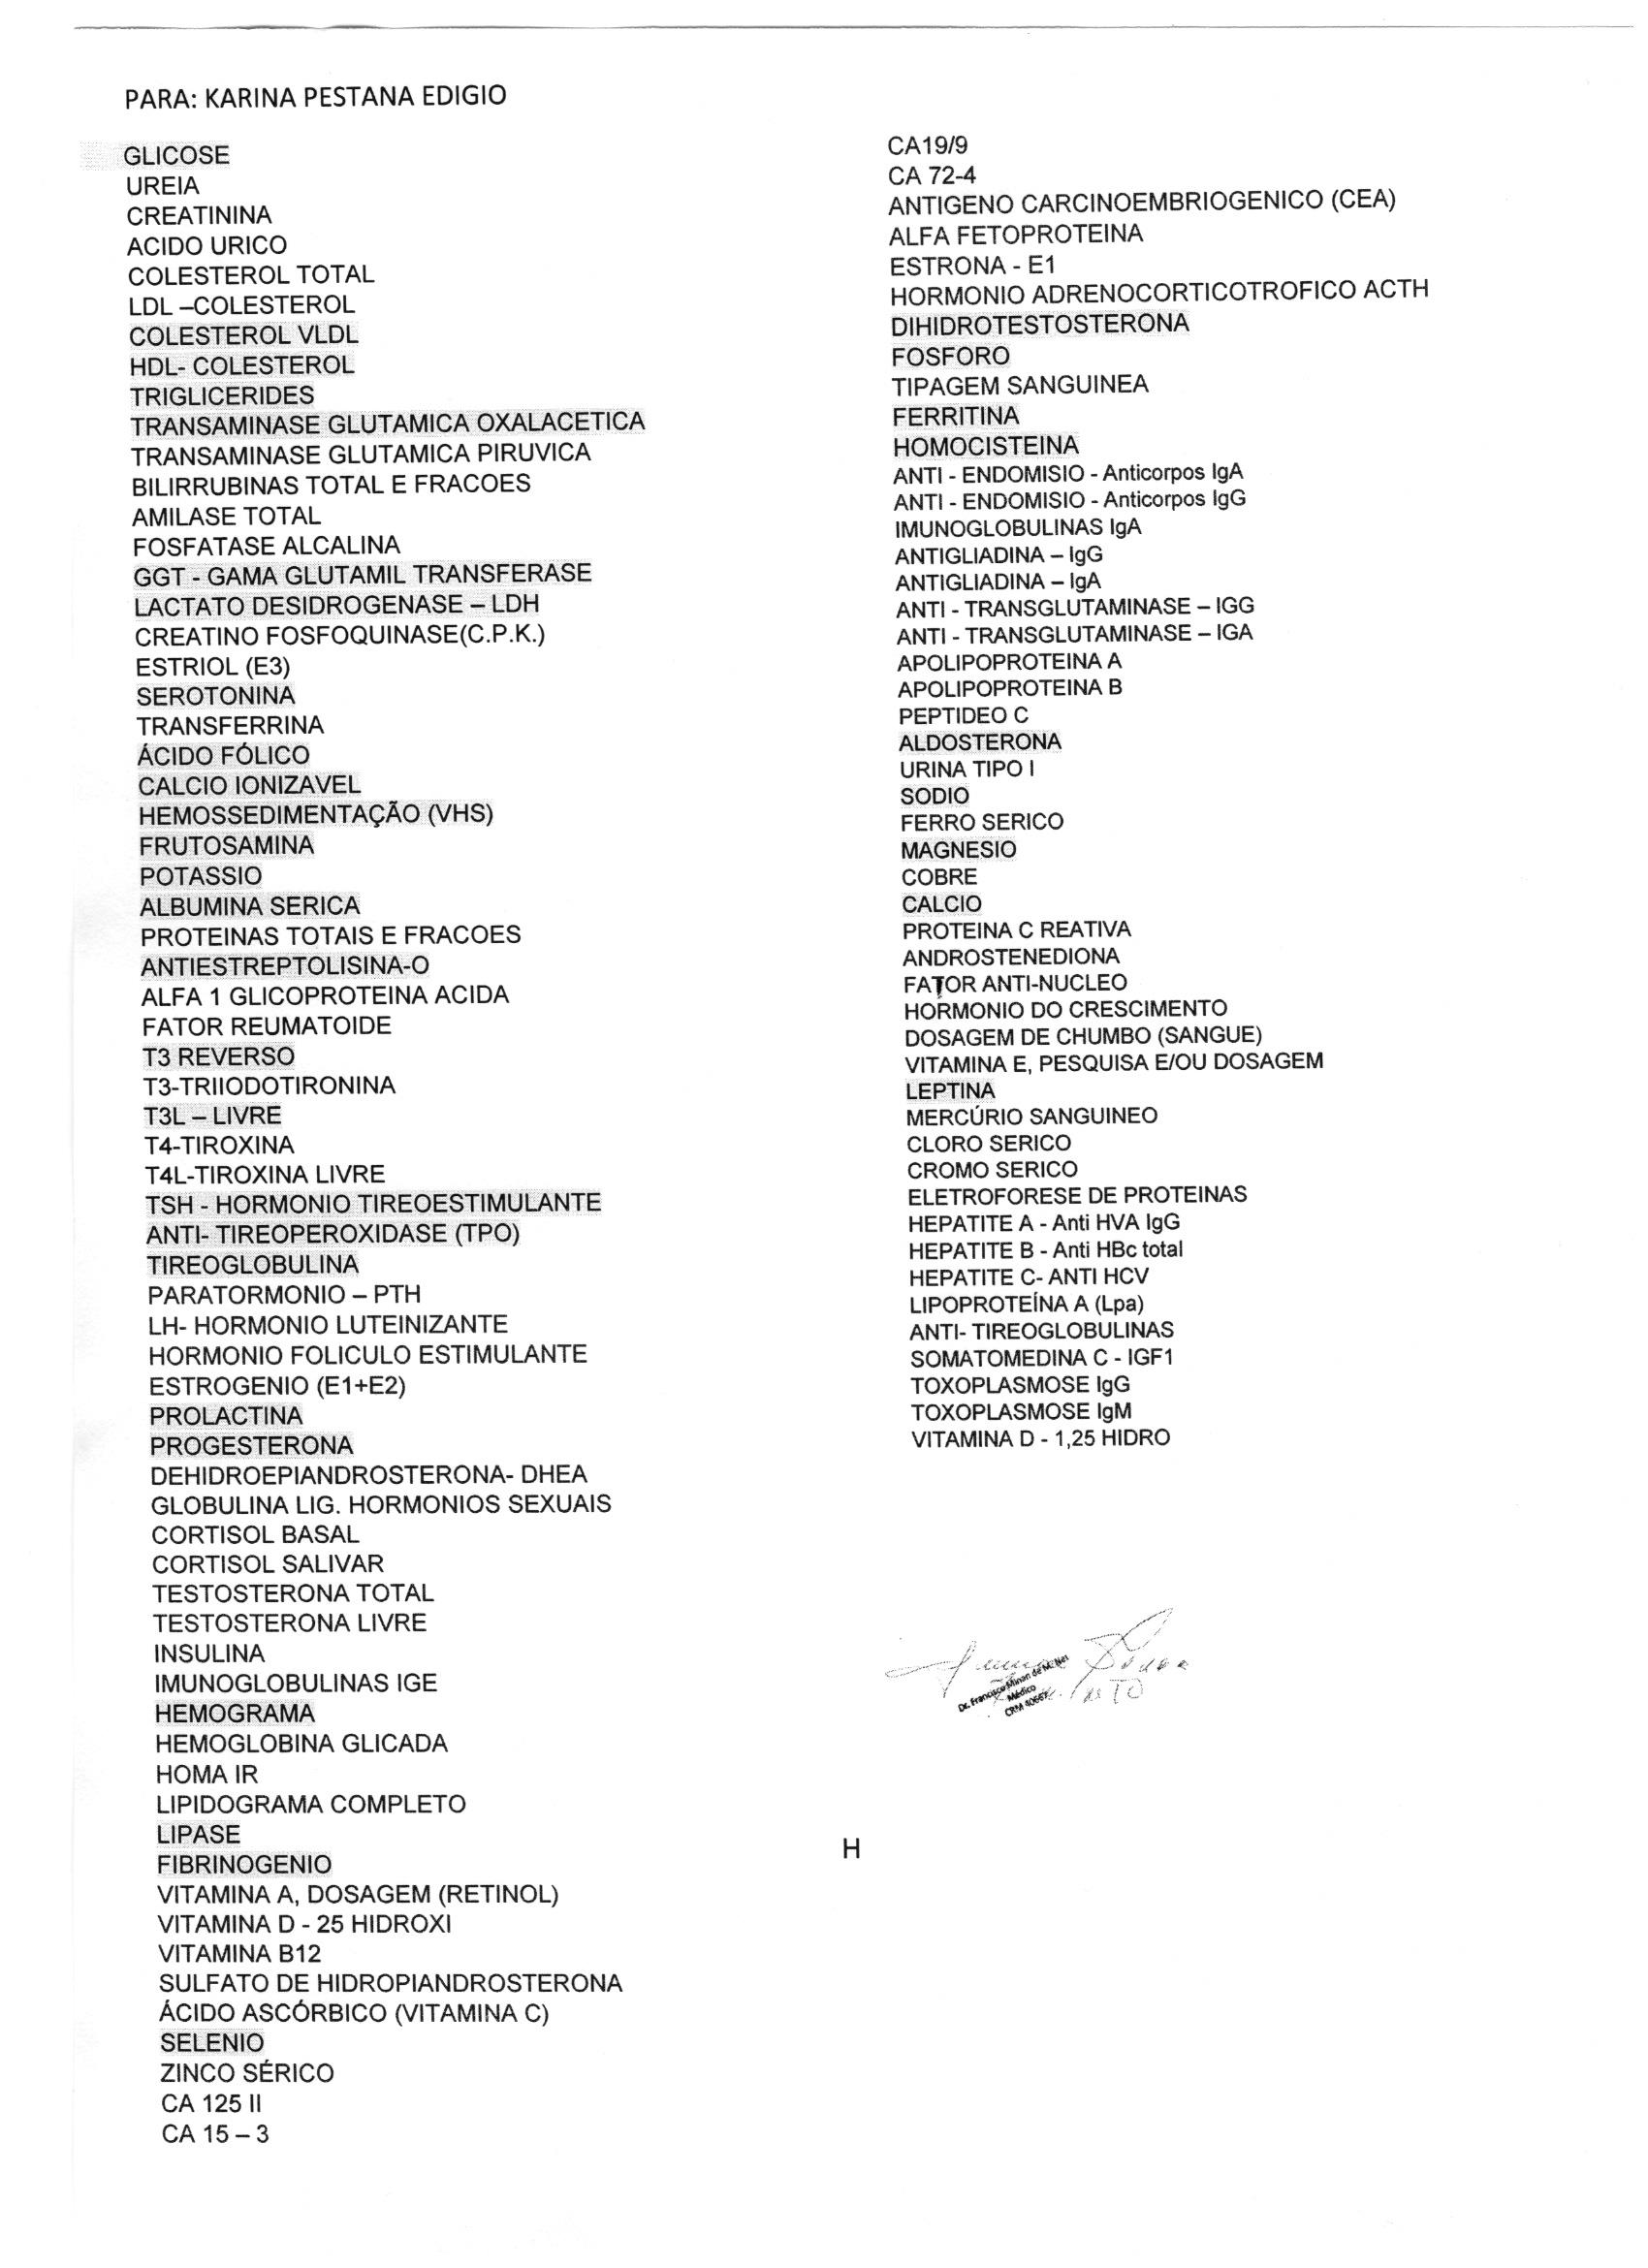 PARA: KARINA PESTANA EDIGIO
GLICOSE
UREIA
CREATININA
ACIDO URICO
COLESTEROL TOTAL
LDL –COLESTEROL
COLESTEROL VLDL
HDL- COLESTEROL
TRIGLICERIDES
TRANSAMINASE GLUTAMICA OXALACETICA
TRANSAMINASE GLUTAMICA PIRUVICA
BILIRRUBINAS TOTAL E FRACOES
AMILASE TOTAL
FOSFATASE ALCALINA
GGT - GAMA GLUTAMIL TRANSFERASE
LACTATO DESIDROGENASE – LDH
CREATINO FOSFOQUINASE(C.P.K.)
ESTRIOL (E3)
SEROTONINA
TRANSFERRINA
ÁCIDO FÓLICO
CALCIO IONIZAVEL
HEMOSSEDIMENTAÇÃO (VHS)
FRUTOSAMINA
POTASSIO
ALBUMINA SERICA
PROTEINAS TOTAIS E FRACOES
ANTIESTREPTOLISINA-O
ALFA 1 GLICOPROTEINA ACIDA
FATOR REUMATOIDE
T3 REVERSO
T3-TRIIODOTIRONINA
T3L – LIVRE
T4-TIROXINA
T4L-TIROXINA LIVRE
TSH - HORMONIO TIREOESTIMULANTE
ANTI- TIREOPEROXIDASE (TPO)
TIREOGLOBULINA
PARATORMONIO – PTH
LH- HORMONIO LUTEINIZANTE
HORMONIO FOLICULO ESTIMULANTE
ESTROGENIO (E1+E2)
PROLACTINA
PROGESTERONA
DEHIDROEPIANDROSTERONA- DHEA
GLOBULINA LIG. HORMONIOS SEXUAIS
CORTISOL BASAL
CORTISOL SALIVAR
TESTOSTERONA TOTAL
TESTOSTERONA LIVRE
INSULINA
IMUNOGLOBULINAS IGE
HEMOGRAMA
HEMOGLOBINA GLICADA
HOMA IR
LIPIDOGRAMA COMPLETO
LIPASE
FIBRINOGENIO
VITAMINA A, DOSAGEM (RETINOL)
VITAMINA D - 25 HIDROXI
VITAMINA B12
SULFATO DE HIDROPIANDROSTERONA
ÁCIDO ASCÓRBICO (VITAMINA C)
SELENIO
ZINCO SÉRICO
CA 125 II
CA 15 – 3
CA19/9
CA 72-4
ANTIGENO CARCINOEMBRIOGENICO (CEA)
ALFA FETOPROTEINA
ESTRONA - E1
HORMONIO ADRENOCORTICOTROFICO ACTH
DIHIDROTESTOSTERONA
FOSFORO
TIPAGEM SANGUINEA
FERRITINA
HOMOCISTEINA
ANTI - ENDOMISIO - Anticorpos IgA
ANTI - ENDOMISIO - Anticorpos IgG
IMUNOGLOBULINAS IgA
ANTIGLIADINA – IgG
ANTIGLIADINA – IgA
ANTI - TRANSGLUTAMINASE – IGG
ANTI - TRANSGLUTAMINASE – IGA
APOLIPOPROTEINA A
APOLIPOPROTEINA B
PEPTIDEO C
ALDOSTERONA
URINA TIPO I
SODIO
FERRO SERICO
MAGNESIO
COBRE
CALCIO
PROTEINA C REATIVA
ANDROSTENEDIONA
FATOR ANTI-NUCLEO
HORMONIO DO CRESCIMENTO
DOSAGEM DE CHUMBO (SANGUE)
VITAMINA E, PESQUISA E/OU DOSAGEM
LEPTINA
MERCÚRIO SANGUINEO
CLORO SERICO
CROMO SERICO
ELETROFORESE DE PROTEINAS
HEPATITE A - Anti HVA IgG
HEPATITE B - Anti HBc total
HEPATITE C- ANTI HCV
LIPOPROTEÍNA A (Lpa)
ANTI- TIREOGLOBULINAS
SOMATOMEDINA C - IGF1
TOXOPLASMOSE IgG
TOXOPLASMOSE IgM
VITAMINA D - 1,25 HIDRO
Dr. Francisco de M.
Médico
CRM
H